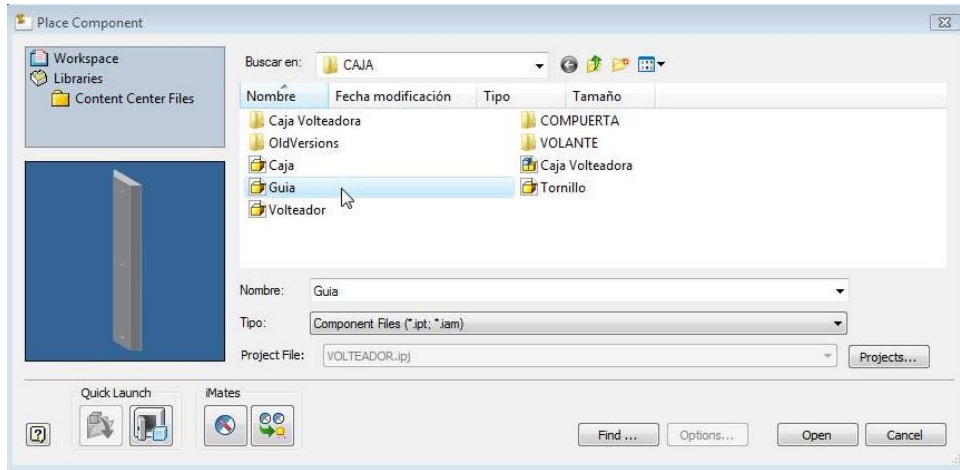 Place Component
Workspace
Libraries
Content Center Files
Buscar en:
CAJA
Nombre
Fecha modificación
Tipo
Tamaño
Caja Volteadora
COMPUERTA
OldVersions
VOLANTE
Caja
Caja Volteadora
Guia
Tornillo
Volteador
Nombre:
Guia
Tipo:
Component Files (*.ipt; *.iam)
Project File:
VOLTEADOR.ipj
Projects...
Quick Launch
iMates
Find ...
Options...
Open
Cancel